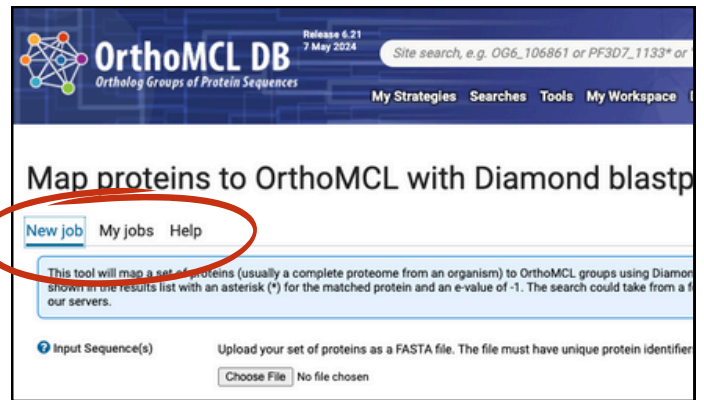 OrthoMCL DB
Ortholog Groups of Protein Sequences
Release 6.21
7 May 2024
Site search, e.g. OG6_106861 or PF3D7_1133* or
My Strategies Searches Tools My Workspace
Map proteins to OrthoMCL with Diamond blastp
New job My jobs Help
This tool will map a set of proteins (usually a complete proteome from an organism) to OrthoMCL groups using Diamon
shown in the results list with an asterisk (*) for the matched protein and an e-value of -1. The search could take from a
our servers.
Input Sequence(s) Upload your set of proteins as a FASTA file. The file must have unique protein identifier
Choose File No file chosen